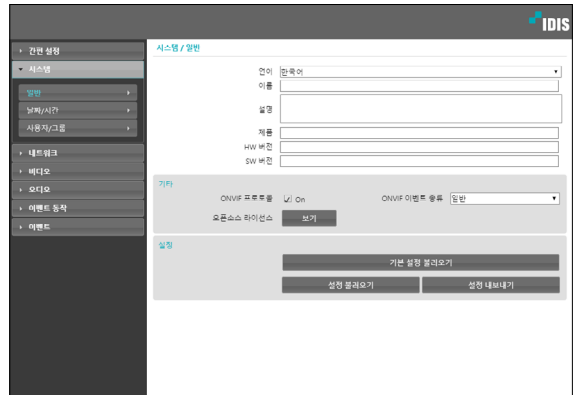 IDIS
간편 설정
시스템
일반
날짜/시간
사용자/그룹
네트워크
비디오
오디오
이벤트 동작
이벤트
시스템 / 일반
언어 한국어
이름
설명
제품
HW 버전
SW 버전
기타
ONVIF 프로토콜 On ONVIF 이벤트 종류 일반
오픈소스 라이선스 보기
설정
기본 설정 불러오기
설정 불러오기 설정 내보내기